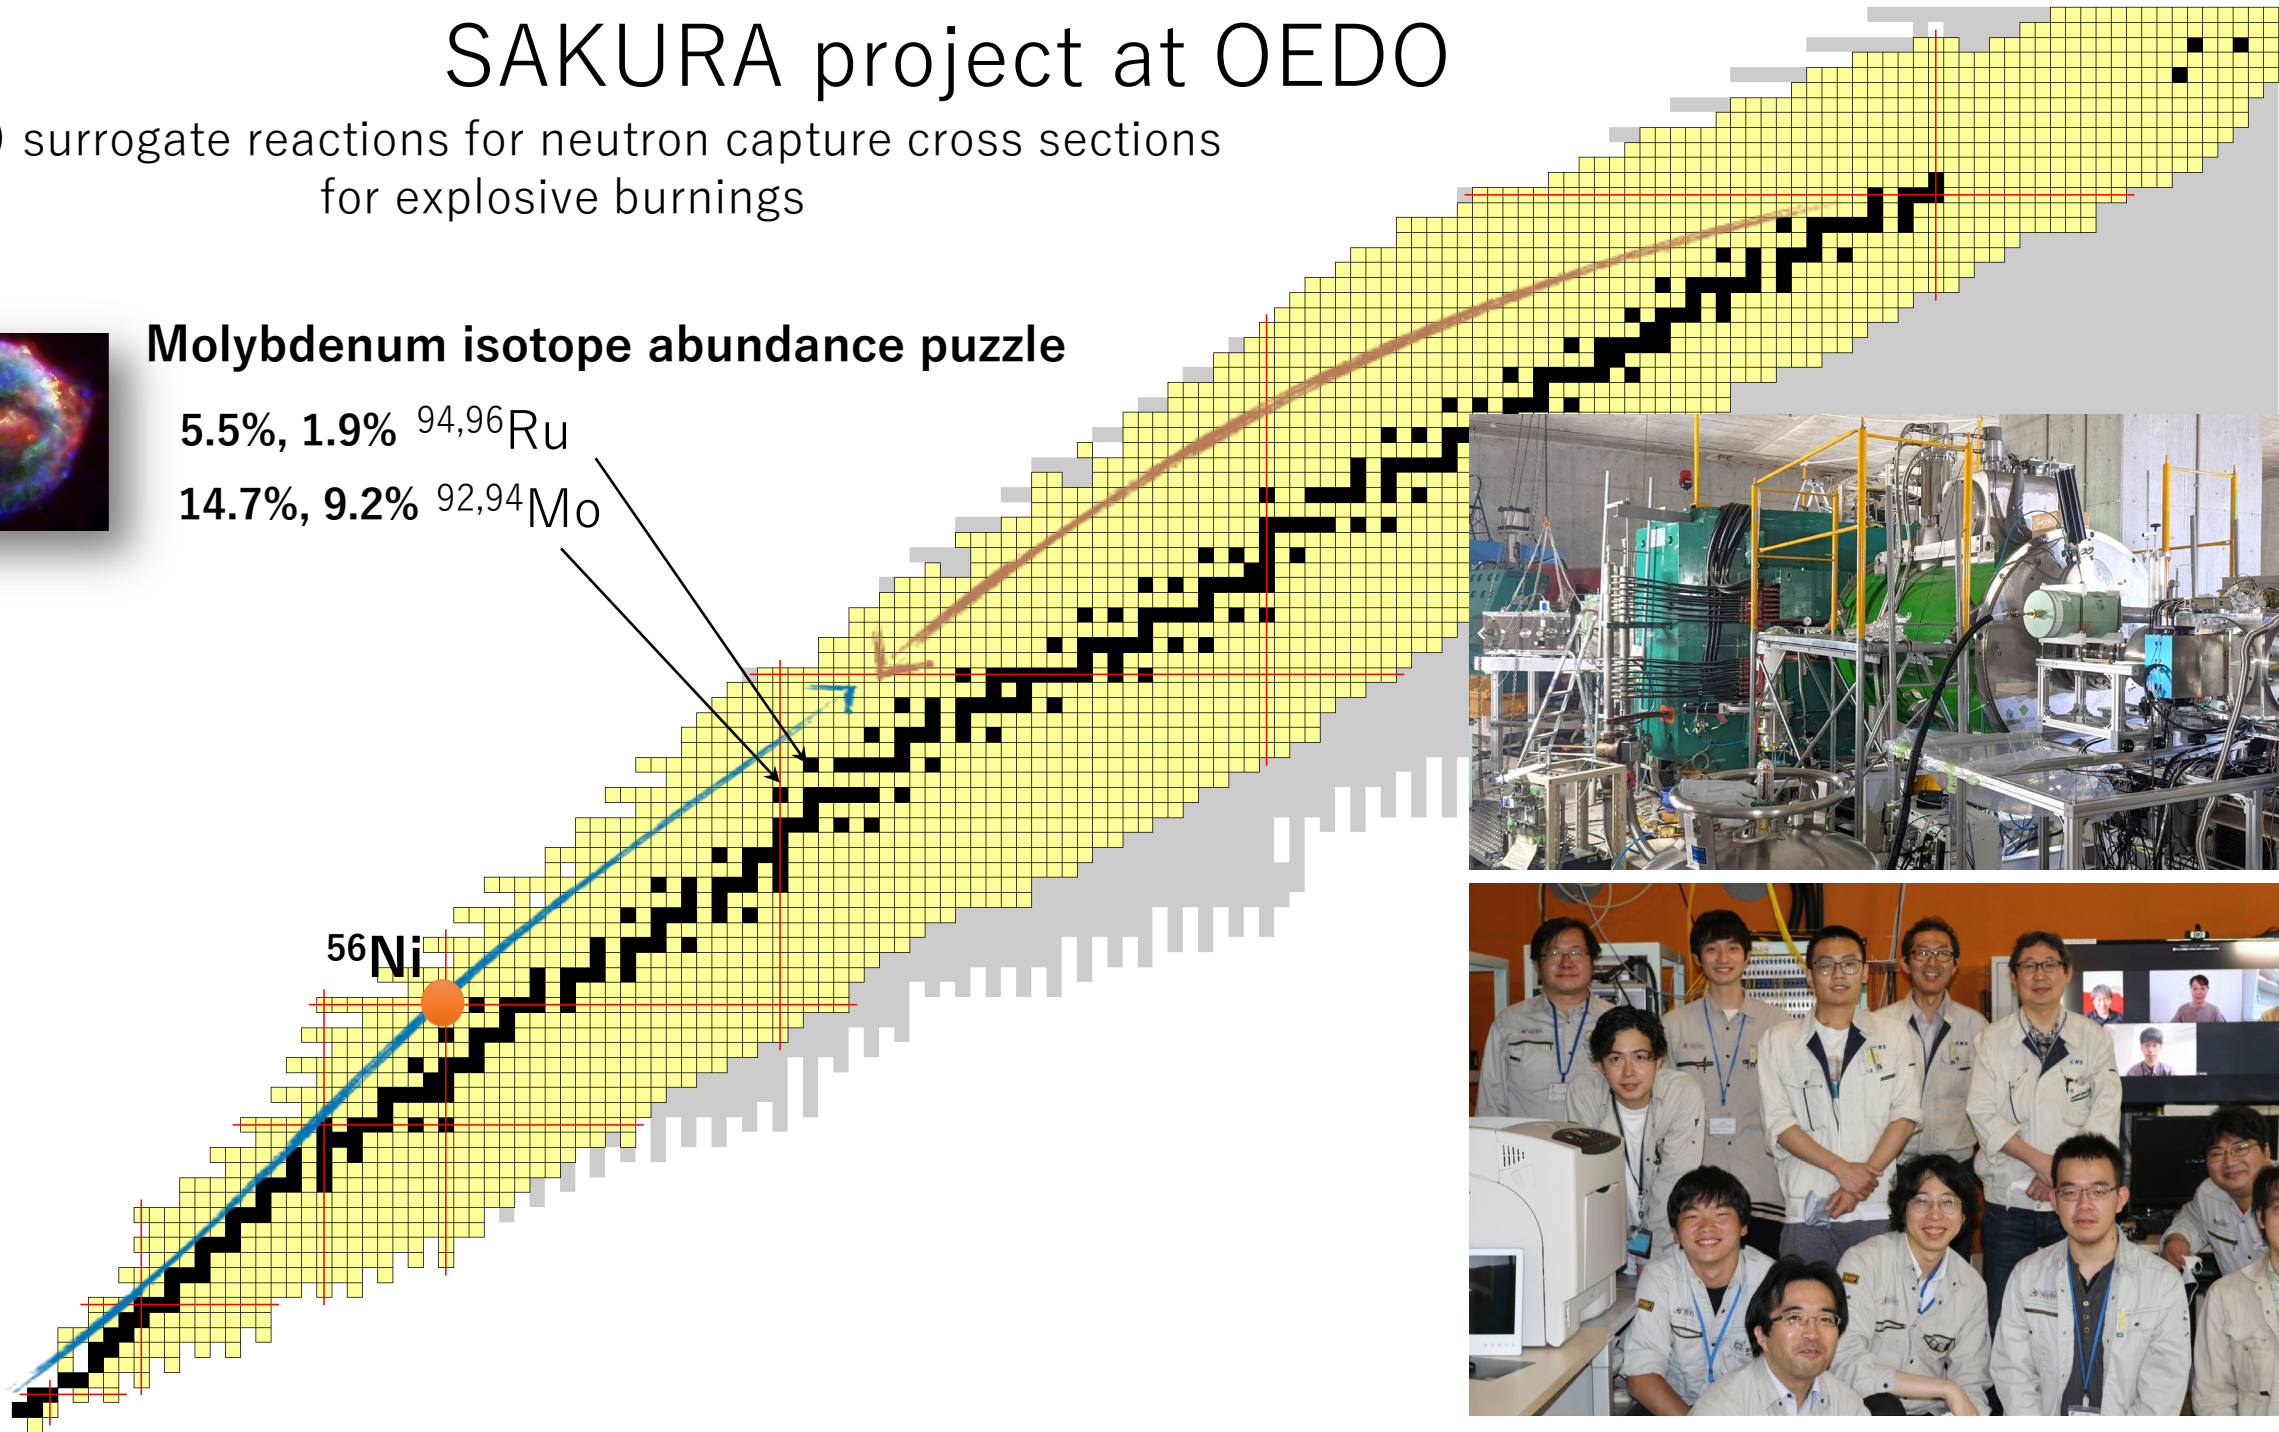 SAKURA project at OEDO
) surrogate reactions for neutron capture cross sections
for explosive burnings
Molybdenum isotope abundance puzzle
5.5%, 1.9% 94,96Ru
14.7%, 9.2% 92,94Mo
56Ni